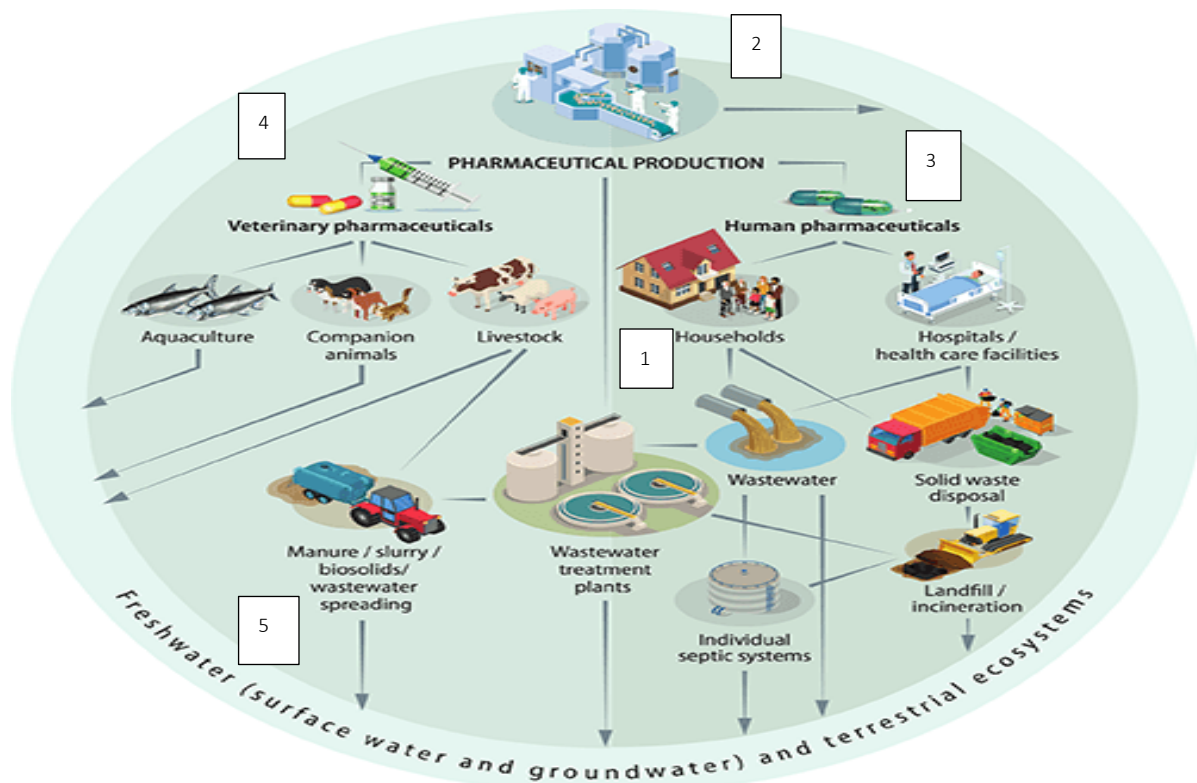 2
4
PHARMACEUTICAL PRODUCTION
3
Veterinary pharmaceuticals
Human pharmaceuticals
Aquaculture
Companion
animals
Livestock
1
Households
Hospitals /
health care facilities
Manure / slurry /
biosolids/
wastewater
spreading
Wastewater
treatment
plants
Wastewater
Solid waste
disposal
Individual
septic systems
Landfill /
incineration
5
Freshwater (surface water and groundwater) and terrestrial ecosystems